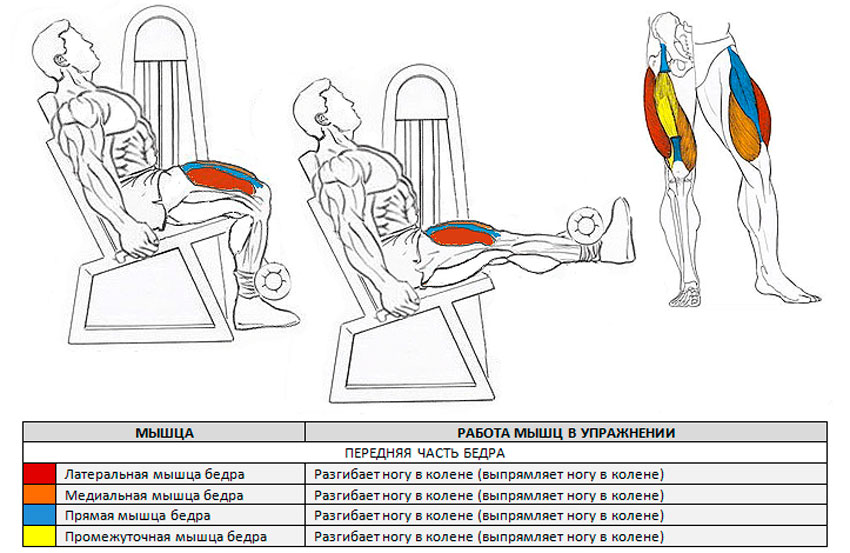 МЫШЦА РАБОТА МЫШЦ В УПРАЖНЕНИИ
ПЕРЕДНЯЯ ЧАСТЬ БЕДРА
Латеральная мышца бедра Разгибает ногу в колене (выпрямляет ногу в колене)
Медиальная мышца бедра Разгибает ногу в колене (выпрямляет ногу в колене)
Прямая мышца бедра Разгибает ногу в колене (выпрямляет ногу в колене)
Промежуточная мышца бедра Разгибает ногу в колене (выпрямляет ногу в колене)